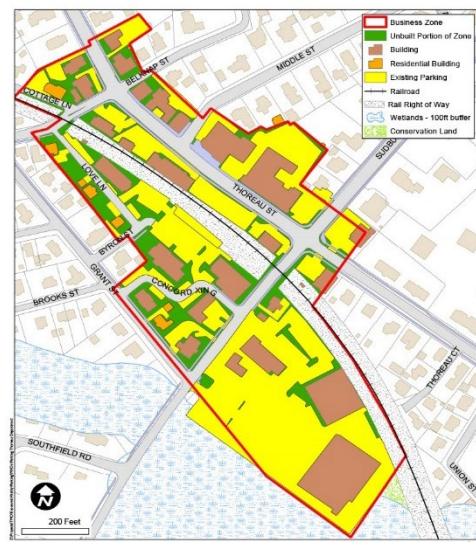 Business Zone
Unbuilt Portion of Zone
Building
Residential Building
Existing Parking
Railroad
Rail Right of Way
Wetlands - 100ft buffer
Conservation Land
BELKNAP ST
MIDDLE ST
COTTAGE LN
SUDBU
THOREAU ST
LOVE LN
BYRON ST
GRANT ST
CONCORD XING
BROOKS ST
THOREAU CT
SOUTHFIELD RD
UNION ST
N
200 Feet